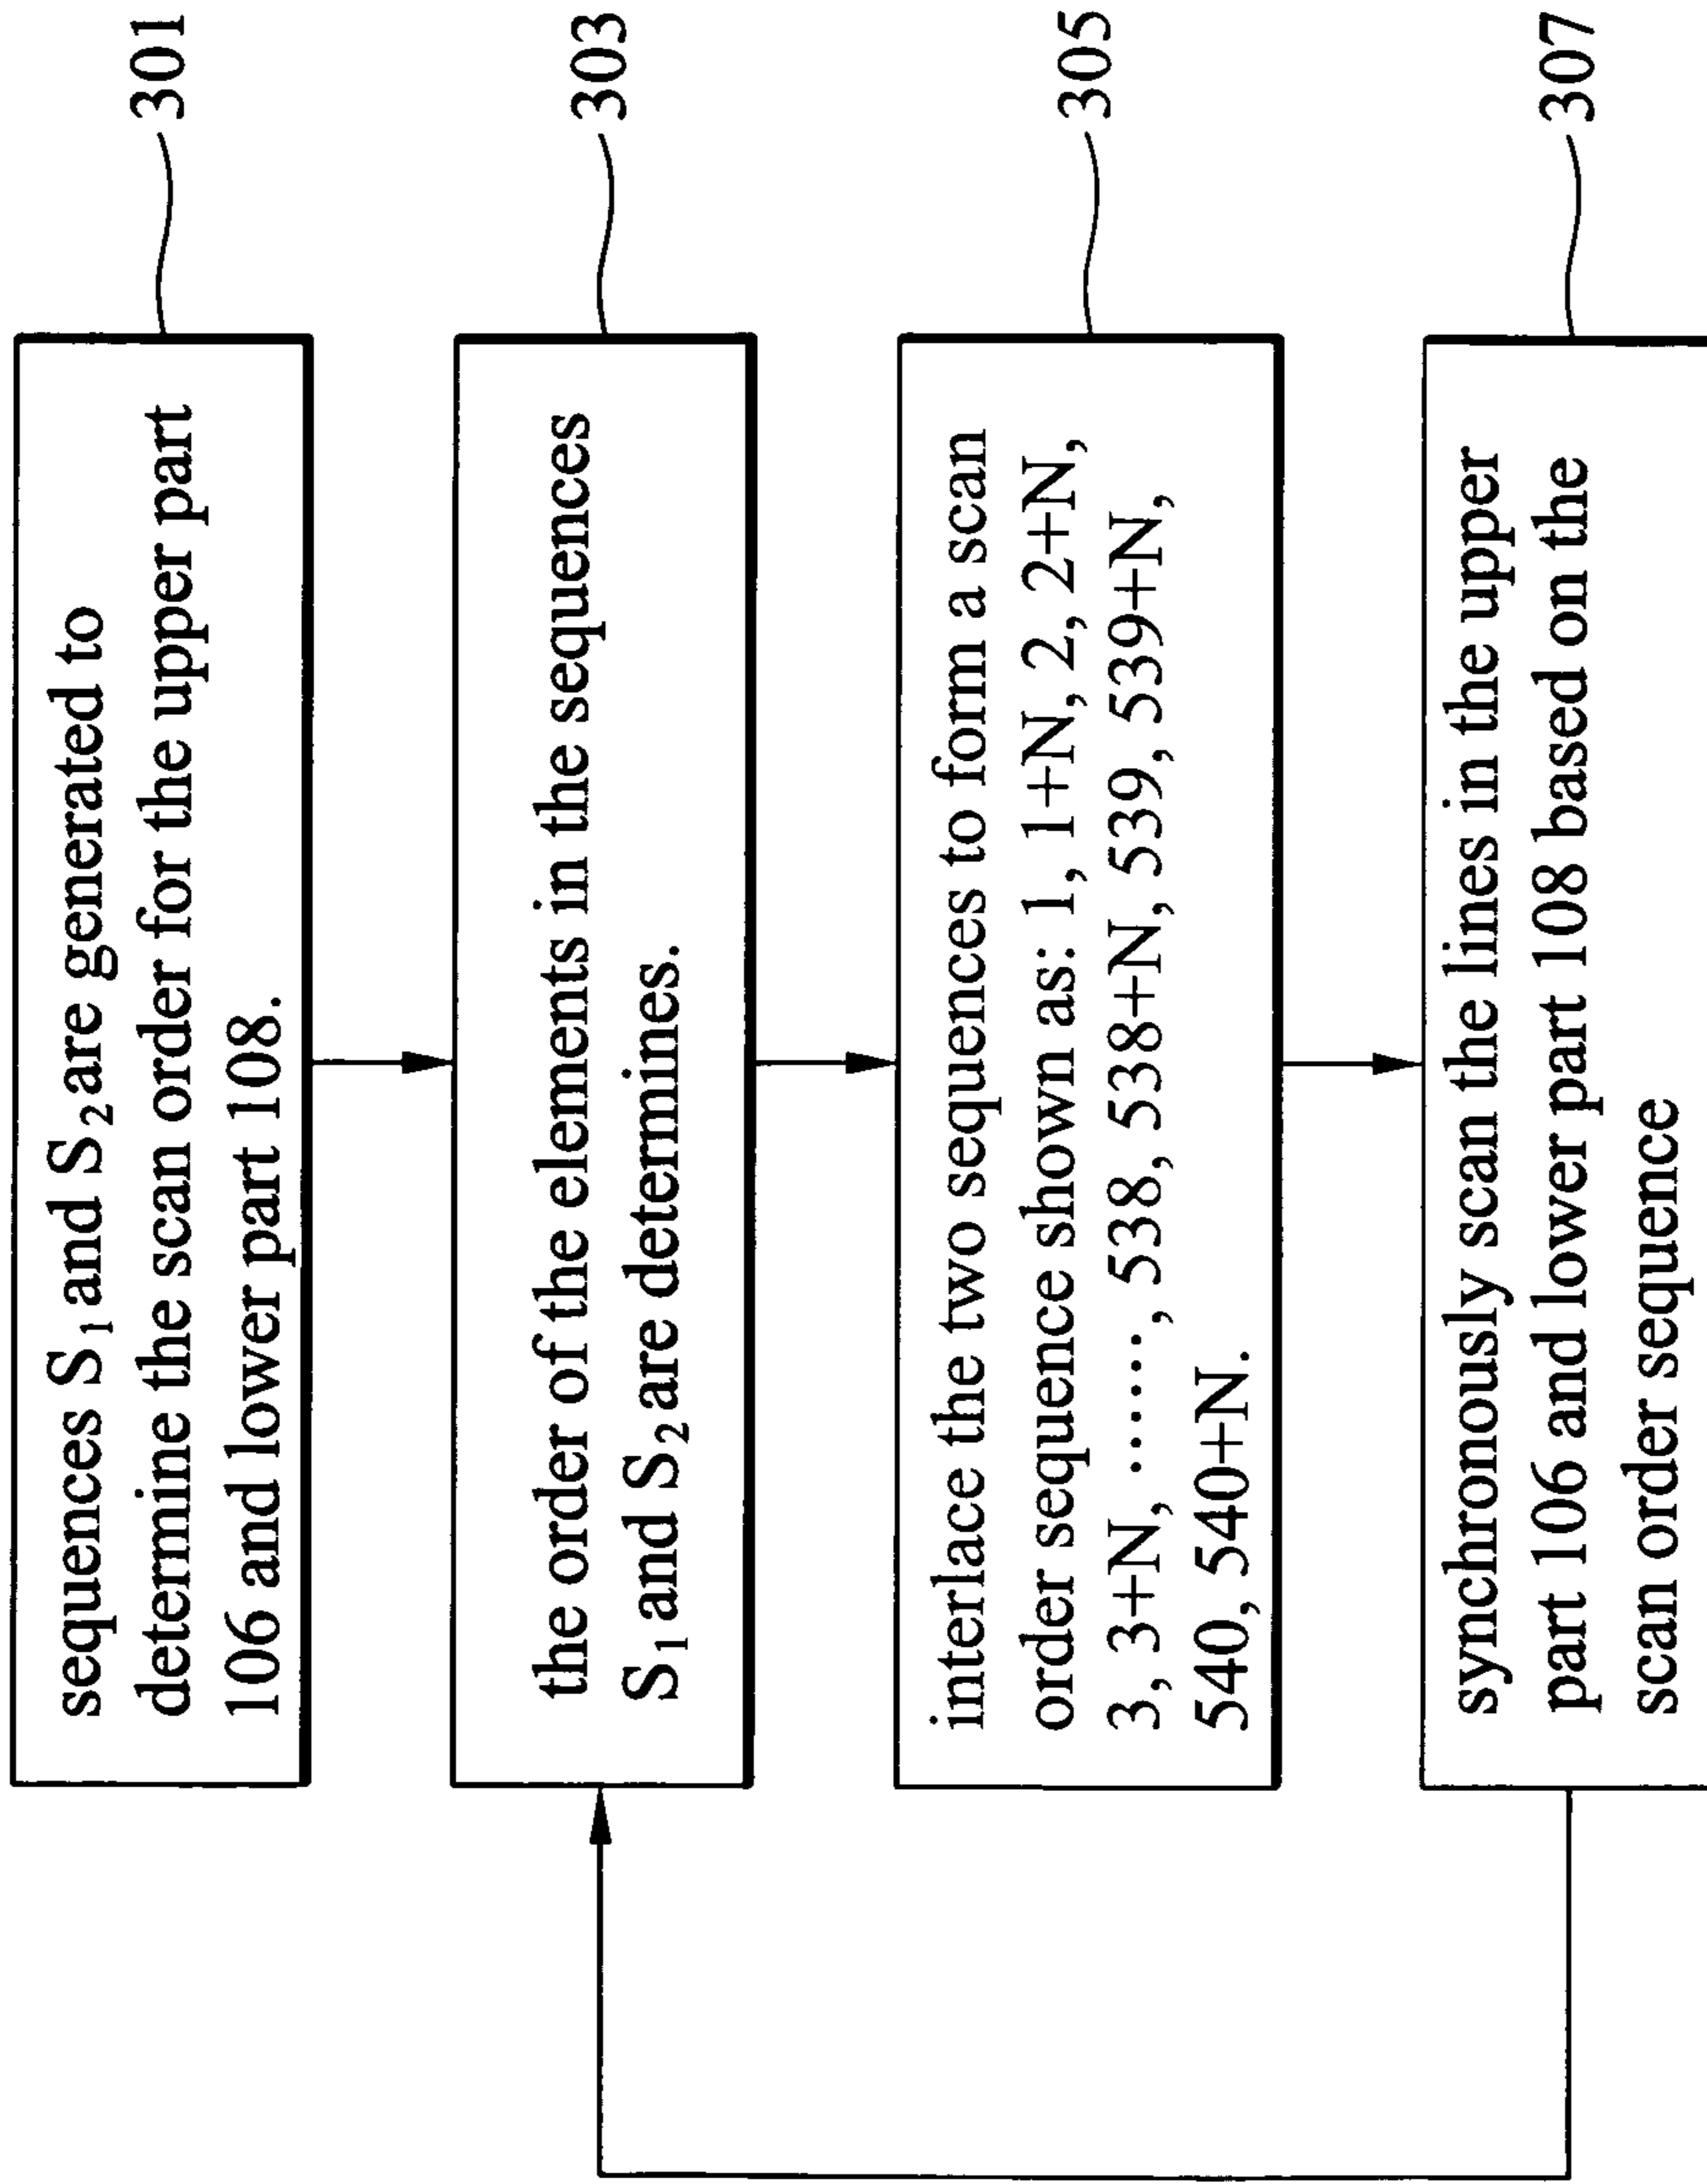 sequences S1 and S2 are generated to
determine the scan order for the upper part
106 and lower part 108.
301
the order of the elements in the sequences
S1 and S2 are determines.
303
interlace the two sequences to form a scan
order sequence shown as: 1, 1+N, 2, 2+N,
3, 3+N, ......, 538, 538+N, 539, 539+N,
540, 540+N.
305
synchronously scan the lines in the upper
part 106 and lower part 108 based on the
scan order sequence
307